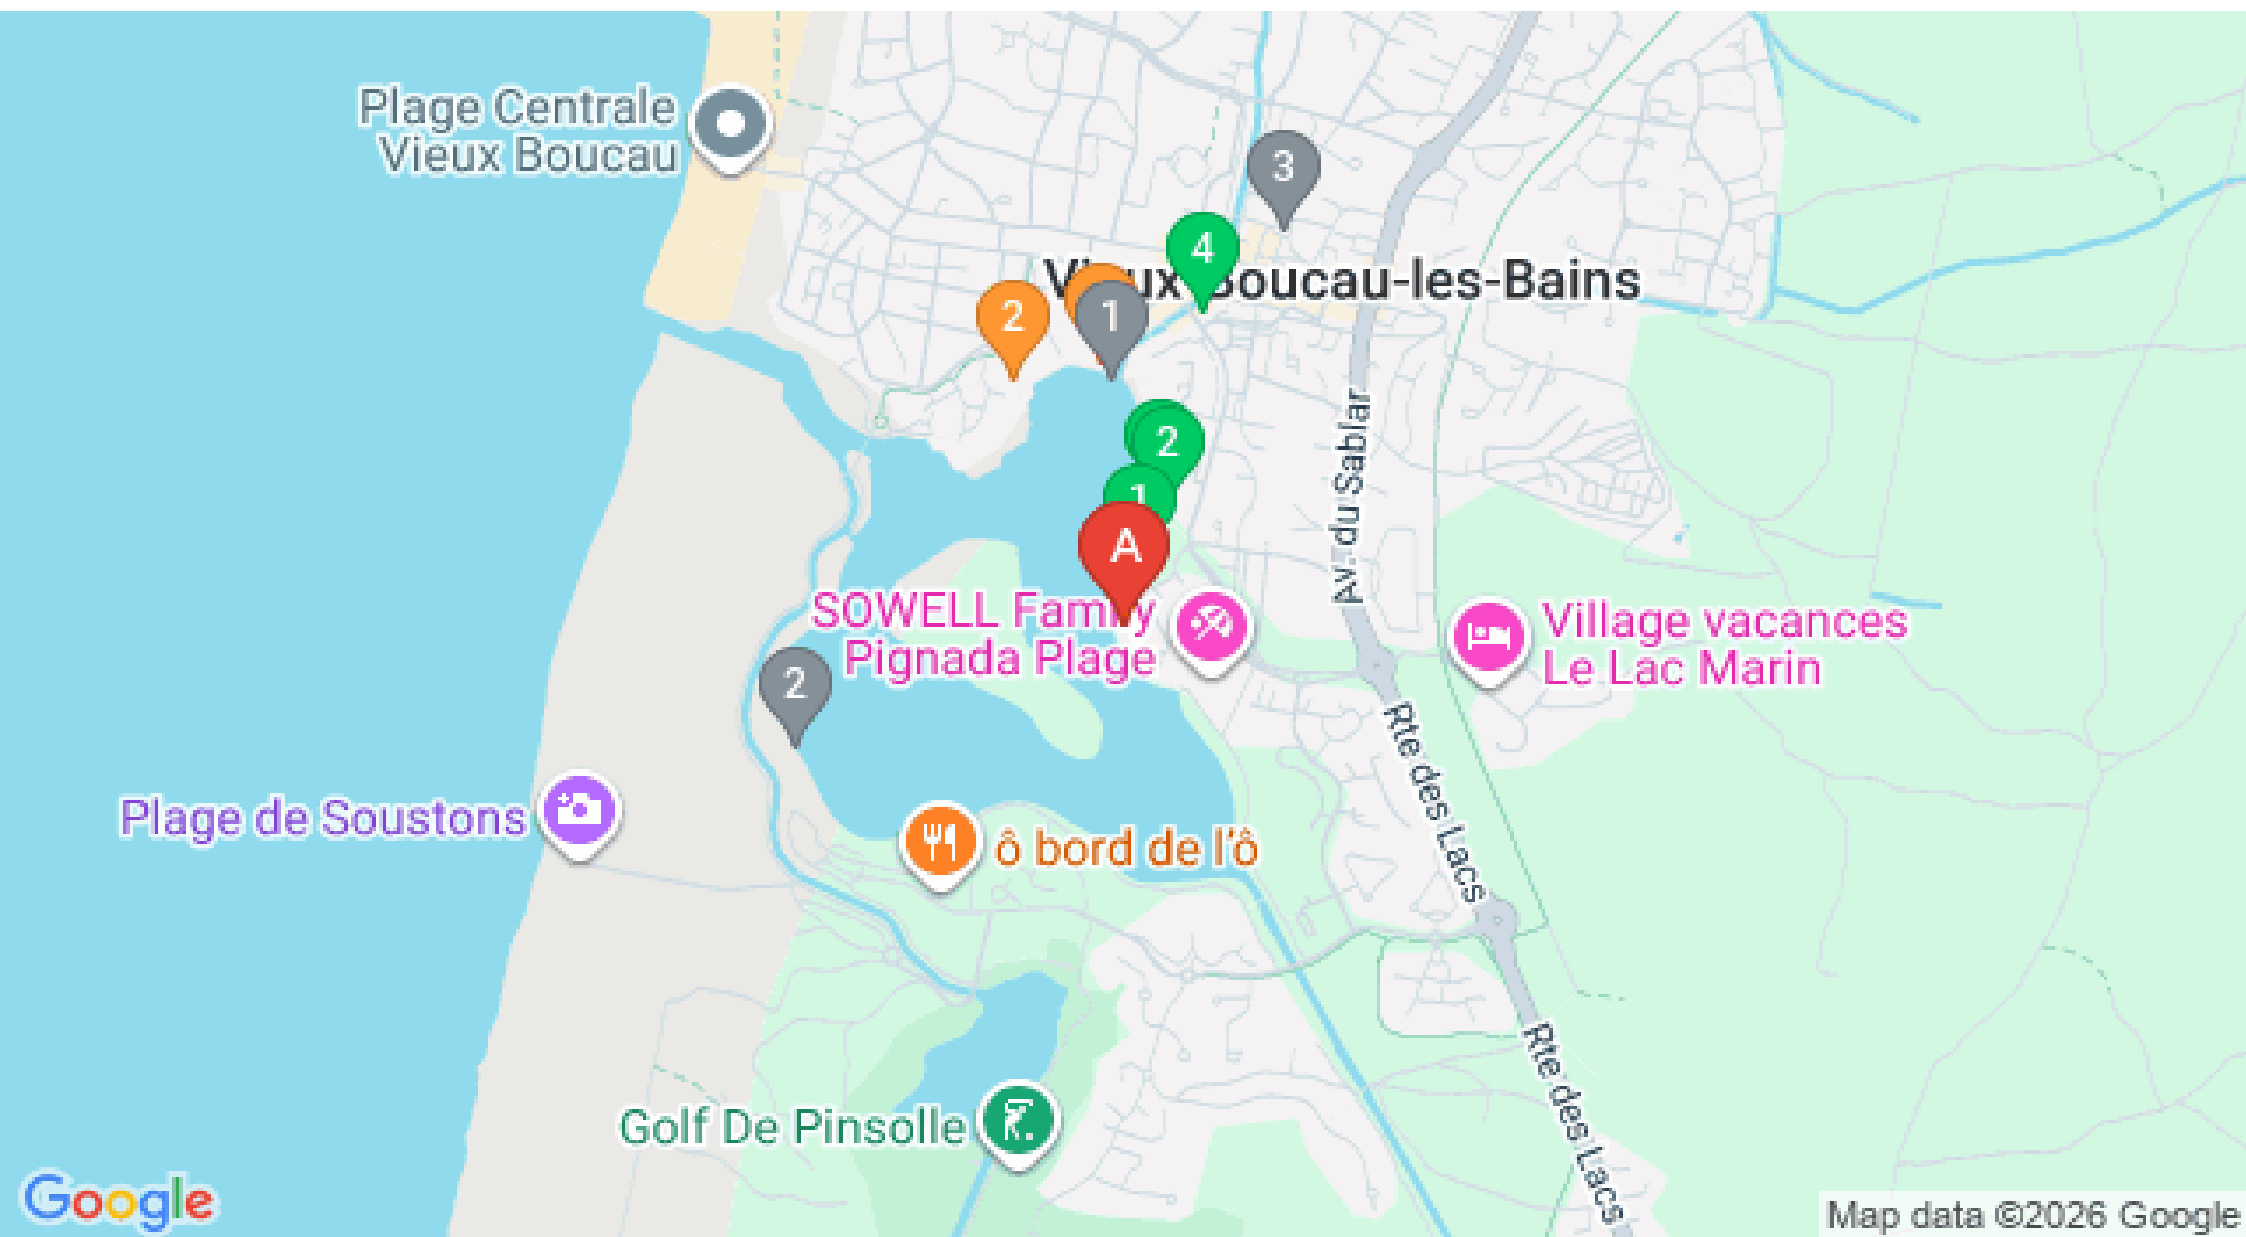 Plage Centrale
Vieux Boucau
3
4
Vieux-Boucau-les-Bains
2
1
2
1
A
Av. du Sablar
SOWELL Family
Pignada Plage
Village vacances
Le Lac Marin
2
Rte des Lacs
Plage de Soustons
ô bord de l'ô
Rte des Lacs
Golf De Pinsolle
Google
Map data ©2026 Google